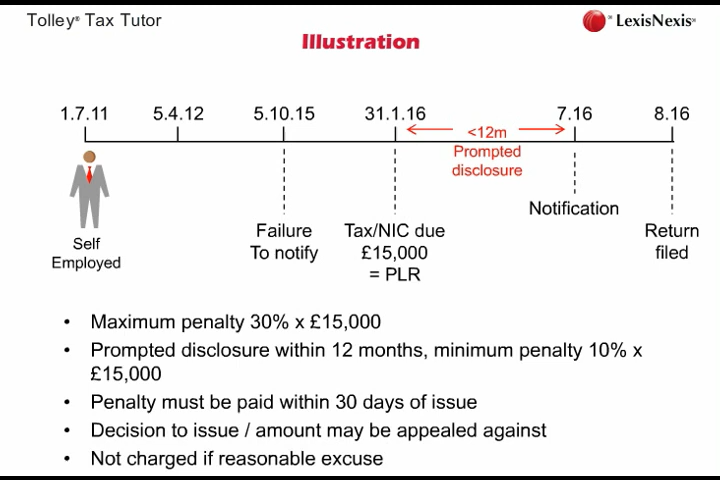 Tolley® Tax Tutor
LexisNexis®
Illustration
1.7.11 5.4.12 5.10.15 31.1.16 7.16 8.16
<12m
Prompted
disclosure
Self
Employed
Failure
To notify
Tax/NIC due
£15,000
= PLR
Notification
Return
filed
• Maximum penalty 30% x £15,000
• Prompted disclosure within 12 months, minimum penalty 10% x
£15,000
• Penalty must be paid within 30 days of issue
• Decision to issue / amount may be appealed against
• Not charged if reasonable excuse